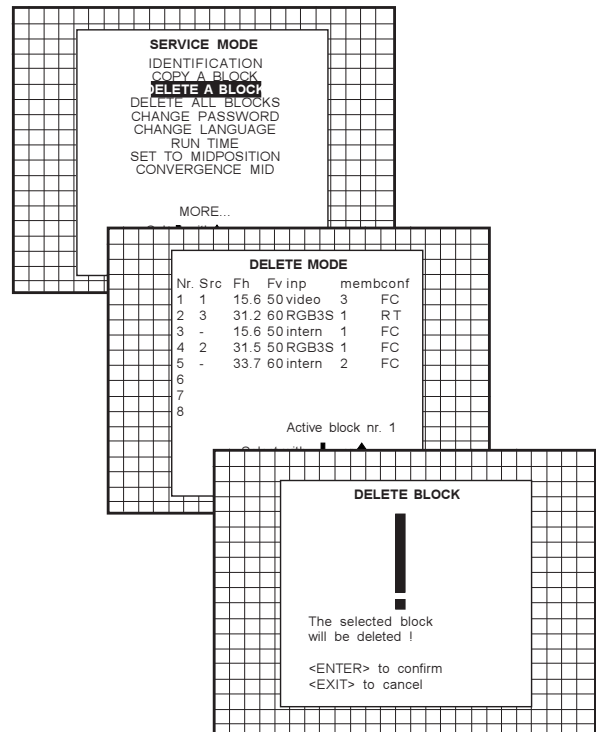 SERVICE MODE
IDENTIFICATION
COPY A BLOCK
DELETE A BLOCK
DELETE ALL BLOCKS
CHANGE PASSWORD
CHANGE LANGUAGE
RUN TIME
SET TO MIDPOSITION
CONVERGENCE MID
MORE...
DELETE MODE
Nr. Src Fh Fv inp membconf
1 1 15.6 50 video 3 FC
2 3 31.2 60 RGB3S 1 RT
3 - 15.6 50 intern 1 FC
4 2 31.5 50 RGB3S 1 FC
5 - 33.7 60 intern 2 FC
6
7
8
Active block nr. 1
DELETE BLOCK
!
The selected block
will be deleted !
<ENTER> to confirm
<EXIT> to cancel